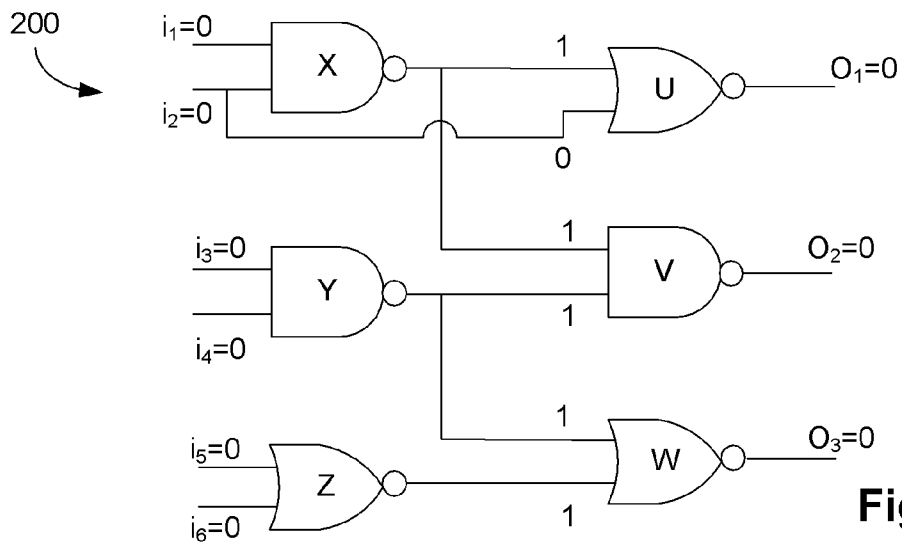 200
i₁=0
X
1
U
O₁=0
i₂=0
0
i₃=0
Y
1
V
O₂=0
1
i₄=0
1
W
O₃=0
i₅=0
Z
1
i₆=0
Fig